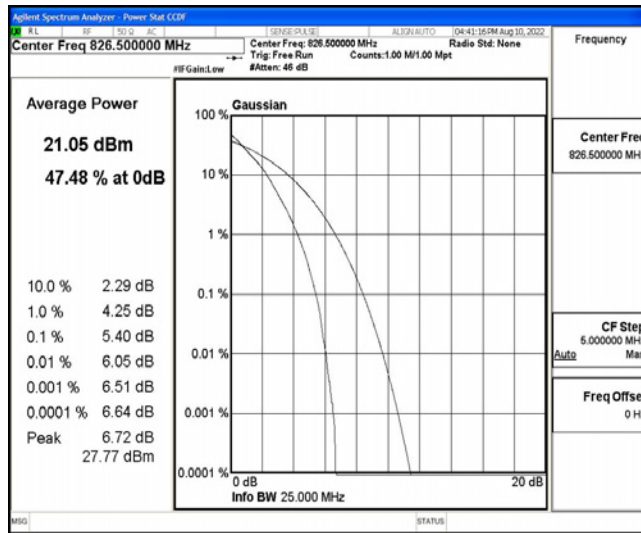 Agilent Spectrum Analyzer - Power Stat CCDF
RL RF 50 Ω AC SENSE:PULSE ALIGN AUTO 04:41:16 PM Aug 10, 2022
Center Freq 826.500000 MHz
Center Freq: 826.500000 MHz Radio Std: None
Trig: Free Run Counts:1.00 M/1.00 Mpt
#IFGain:Low #Atten: 46 dB
Frequency
Average Power
21.05 dBm
47.48 % at 0dB
10.0 % 2.29 dB
1.0 % 4.25 dB
0.1 % 5.40 dB
0.01 % 6.05 dB
0.001 % 6.51 dB
0.0001 % 6.64 dB
Peak 6.72 dB
27.77 dBm
Gaussian
100 %
10 %
1 %
0.1 %
0.01 %
0.001 %
0.0001 %
0 dB 20 dB
Info BW 25.000 MHz
Center Fre
826.500000 MH
CF Step
5.000000 MH
Auto Ma
Freq Offse
0 H
MSG STATUS